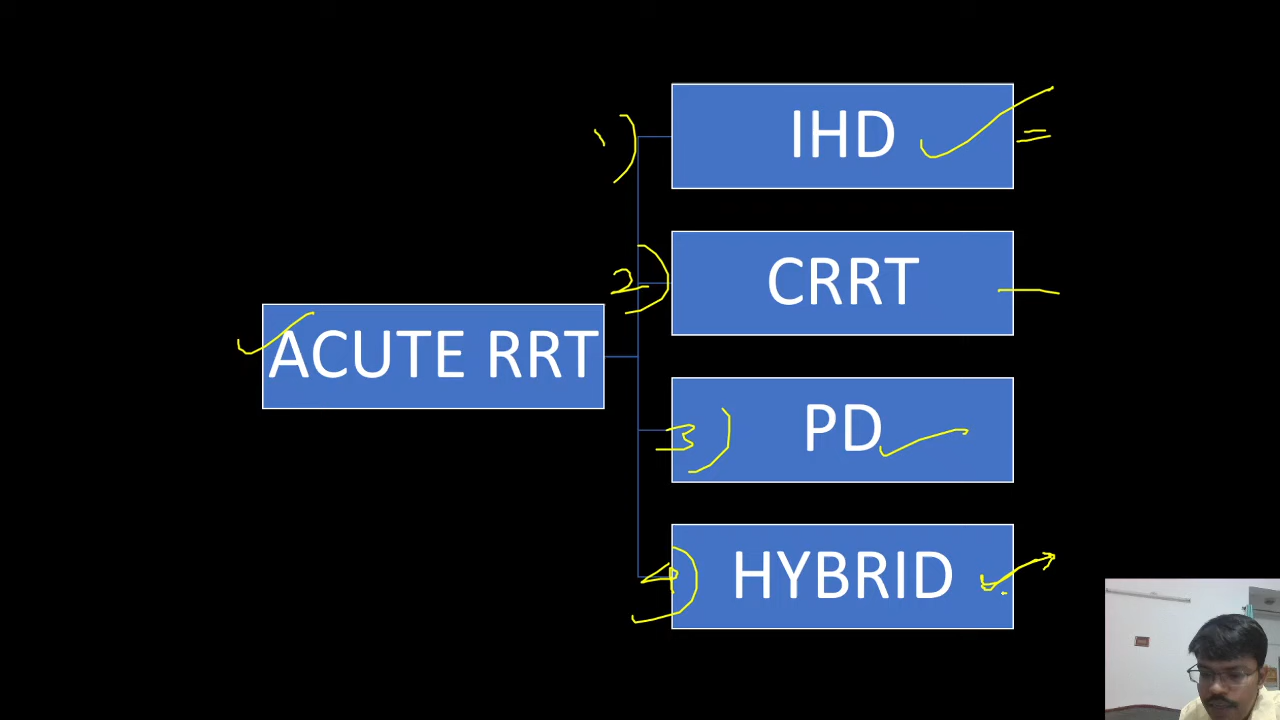 1) IHD
2) CRRT
ACUTE RRT
3) PD
4) HYBRID